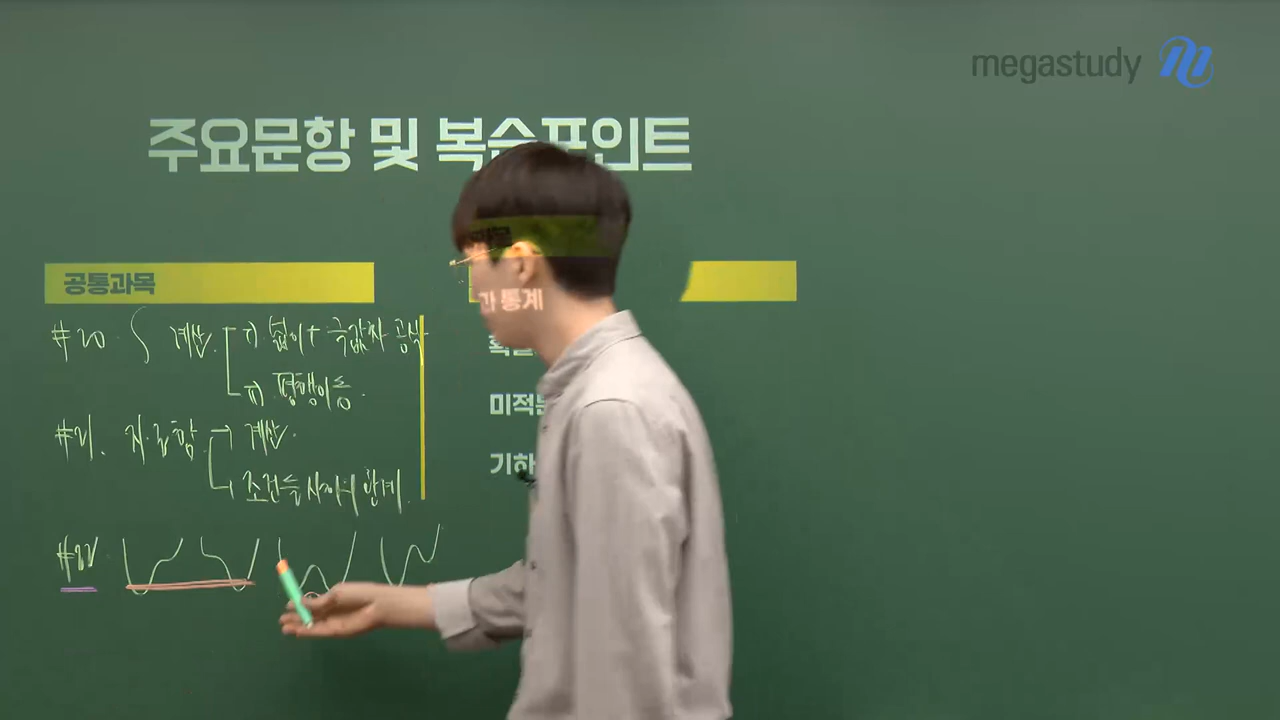 megastudy
주요문항 및 복습포인트
공통과목
#20. ∫ 계산. i) 넓이+ 극값차 공식
ii) 평행이동.
#21. 지.로함 → 계산.
→ 조건들 사이의 관계.
#22
통계
미적분
기하